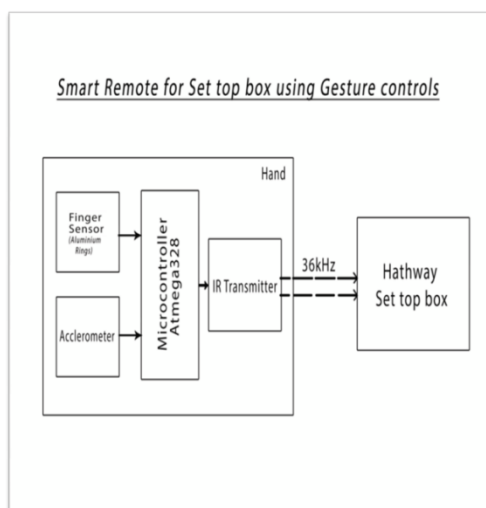 Smart Remote for Set top box using Gesture controls
Hand
Finger
Sensor
(Aluminium
Rings)
Acclerometer
Microcontroller
Atmega328
IR Transmitter
36kHz
Hathway
Set top box